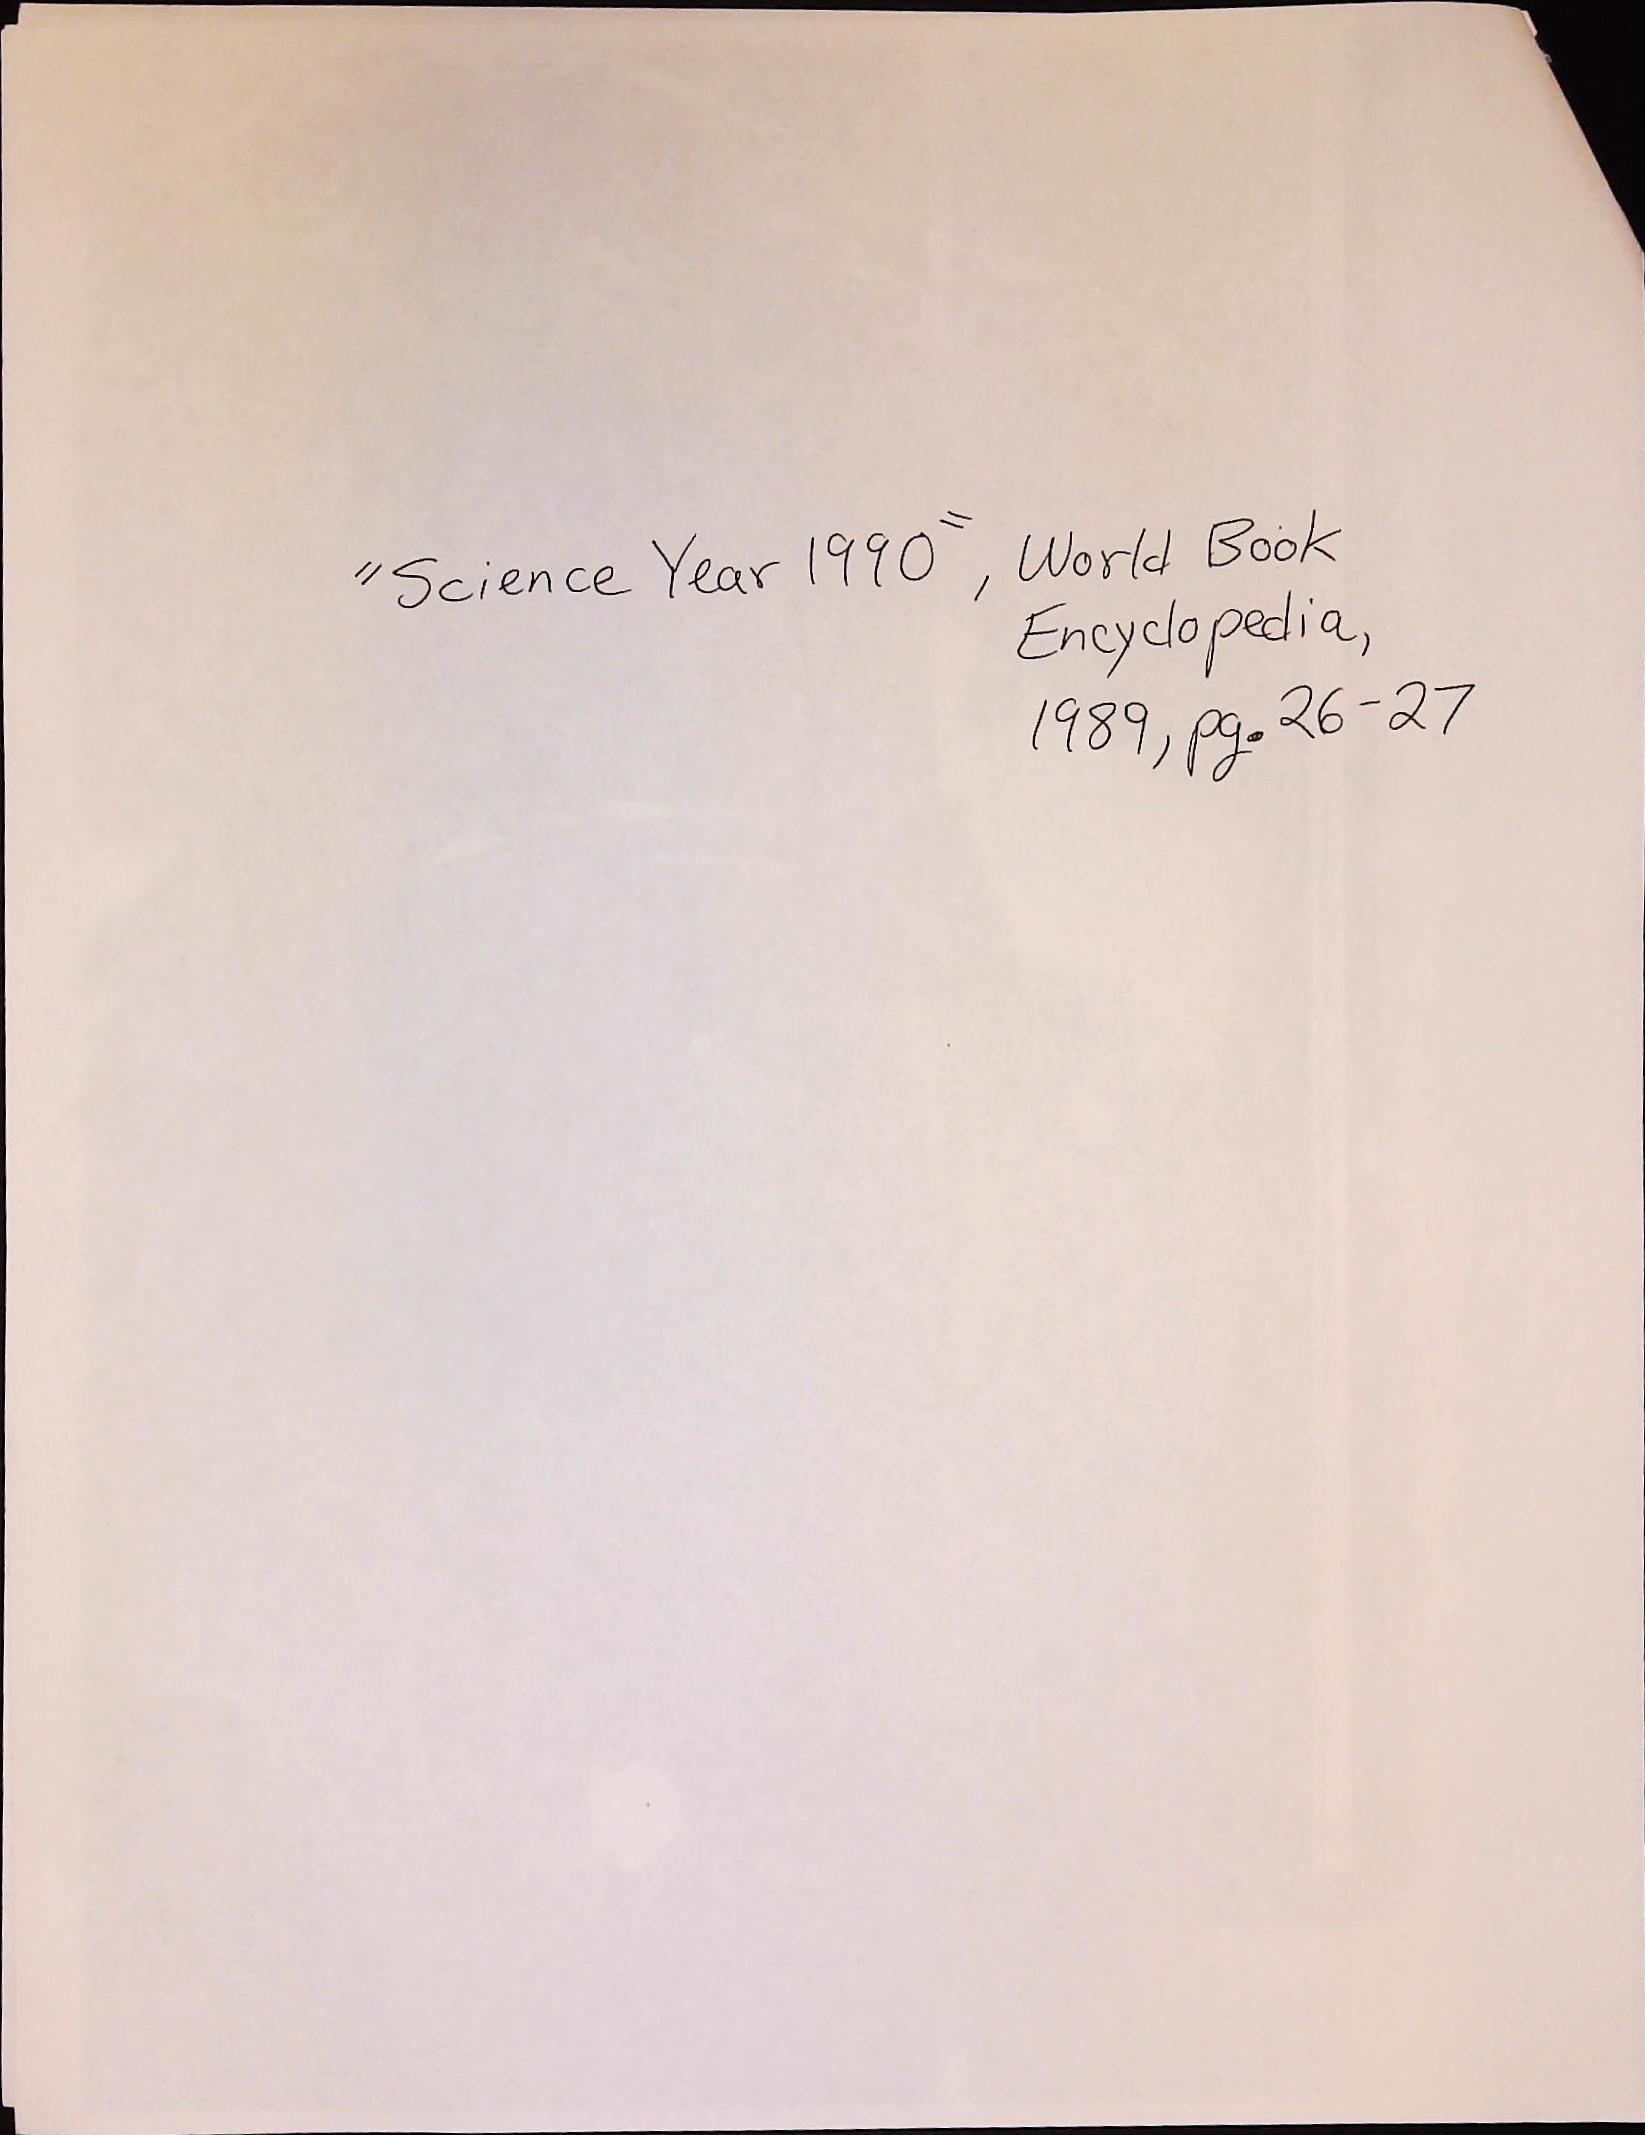 "Science Year 1990", World Book
Encyclopedia,
1989, pg. 26-27